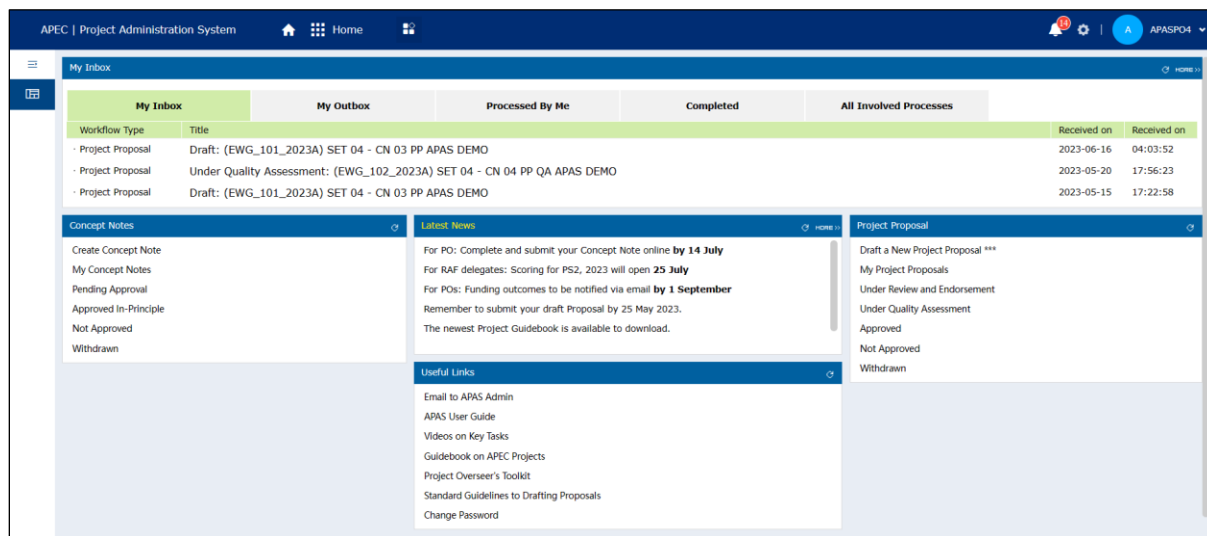 APEC | Project Administration System
Home
14
A
APASPO4
My Inbox
MORE >>
My Inbox My Outbox Processed By Me Completed All Involved Processes
Workflow Type Title Received on Received on
· Project Proposal Draft: (EWG_101_2023A) SET 04 - CN 03 PP APAS DEMO 2023-06-16 04:03:52
· Project Proposal Under Quality Assessment: (EWG_102_2023A) SET 04 - CN 04 PP QA APAS DEMO 2023-05-20 17:56:23
· Project Proposal Draft: (EWG_101_2023A) SET 04 - CN 03 PP APAS DEMO 2023-05-15 17:22:58
Concept Notes
Create Concept Note
My Concept Notes
Pending Approval
Approved In-Principle
Not Approved
Withdrawn
Latest News
MORE >>
For PO: Complete and submit your Concept Note online by 14 July
For RAF delegates: Scoring for PS2, 2023 will open 25 July
For POs: Funding outcomes to be notified via email by 1 September
Remember to submit your draft Proposal by 25 May 2023.
The newest Project Guidebook is available to download.
Useful Links
Email to APAS Admin
APAS User Guide
Videos on Key Tasks
Guidebook on APEC Projects
Project Overseer's Toolkit
Standard Guidelines to Drafting Proposals
Change Password
Project Proposal
Draft a New Project Proposal ***
My Project Proposals
Under Review and Endorsement
Under Quality Assessment
Approved
Not Approved
Withdrawn